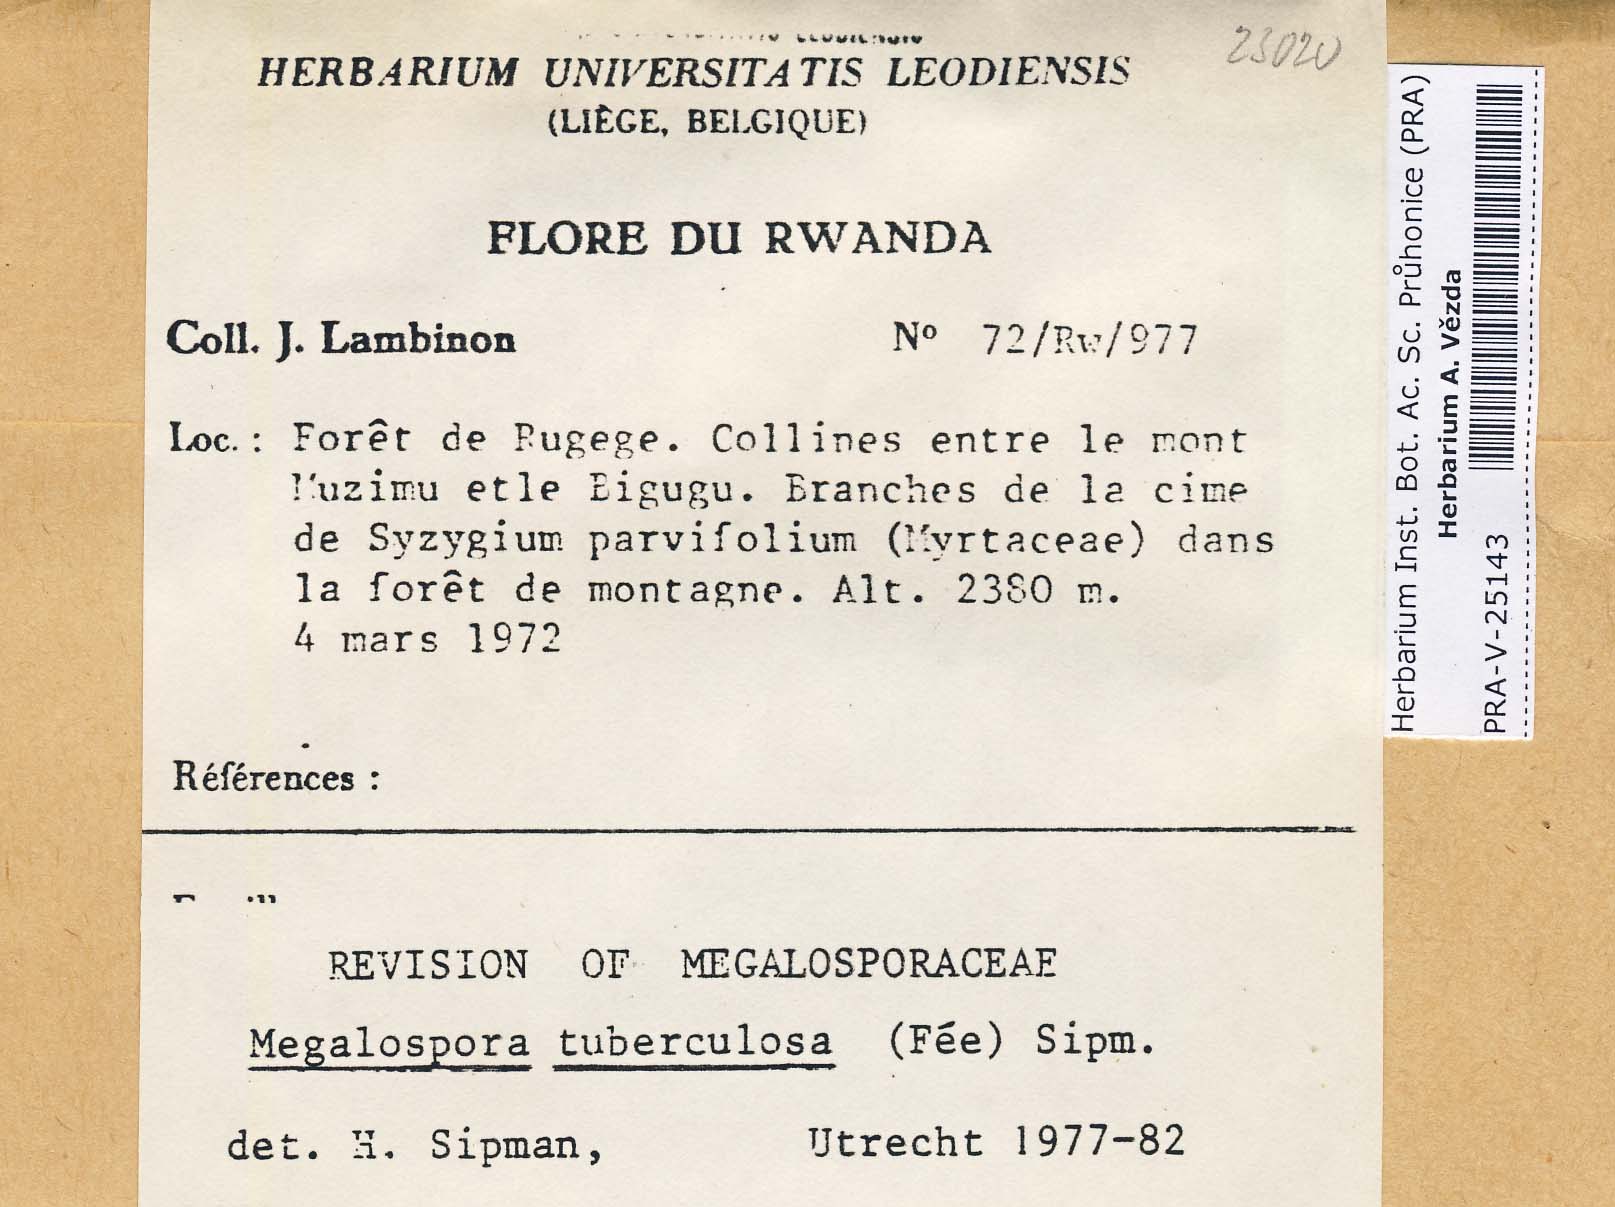 23020
HERBARIUM UNIVERSITATIS LEODIENSIS
(LIÈGE, BELGIQUE)
FLORE DU RWANDA
Coll. J. Lambinon Nº 72/Rw/977
Loc. : Forêt de Rugege. Collines entre le mont
Muzimu etle Bigugu. Branches de la cime
de Syzygium parvifolium (Myrtaceae) dans
la forêt de montagne. Alt. 2380 m.
4 mars 1972
Références :
REVISION OF MEGALOSPORACEAE
Megalospora tuberculosa (Fée) Sipm.
det. H. Sipman, Utrecht 1977-82
Herbarium Inst. Bot. Ac. Sc. Průhonice (PRA)
Herbarium A. Vězda
PRA-V-25143